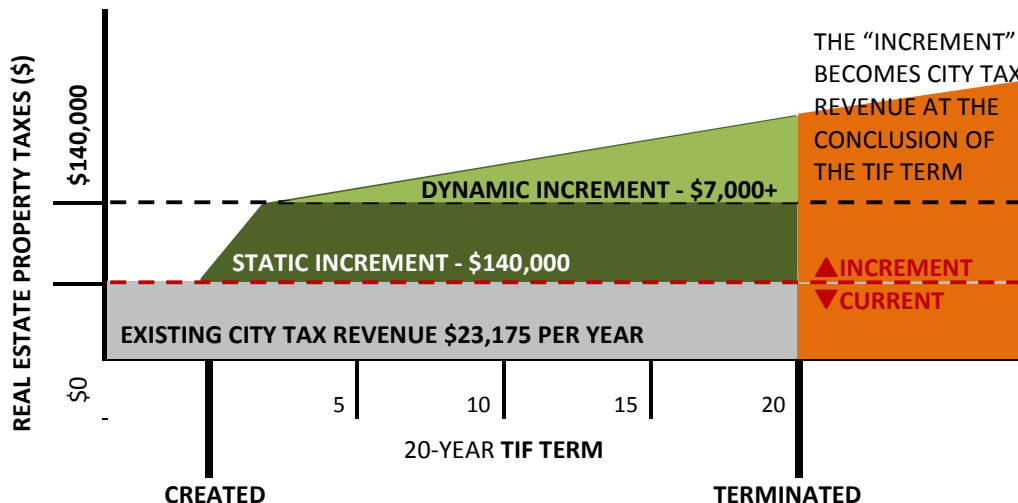 REAL ESTATE PROPERTY TAXES ($)
$140,000
$0
THE “INCREMENT”
BECOMES CITY TAX
REVENUE AT THE
CONCLUSION OF
THE TIF TERM
DYNAMIC INCREMENT - $7,000+
STATIC INCREMENT - $140,000
▲INCREMENT
▼CURRENT
EXISTING CITY TAX REVENUE $23,175 PER YEAR
5 10 15 20
20-YEAR TIF TERM
CREATED TERMINATED